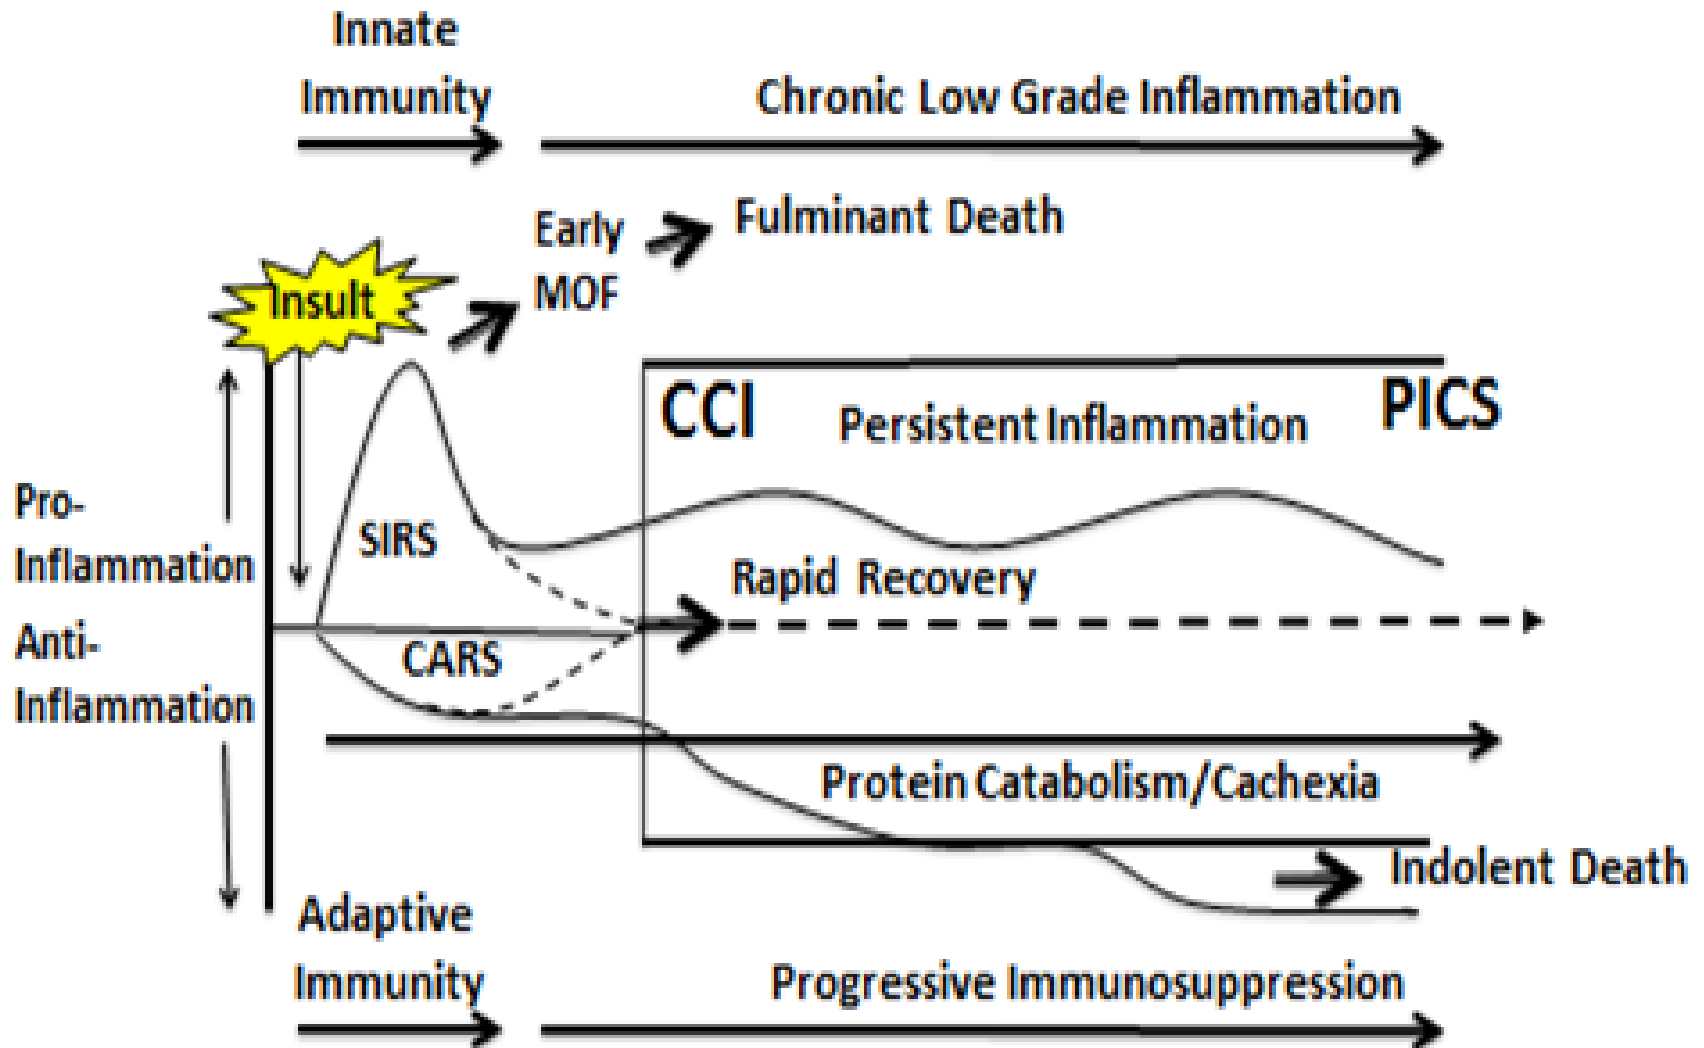 Innate
Immunity
Chronic Low Grade Inflammation
Early
MOF
Fulminant Death
Insult
CCI
PICS
Persistent Inflammation
Pro-
Inflammation
SIRS
Rapid Recovery
Anti-
Inflammation
CARS
Protein Catabolism/Cachexia
Indolent Death
Adaptive
Immunity
Progressive Immunosuppression